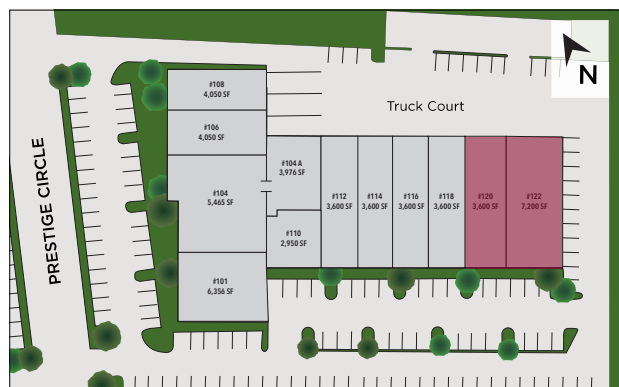 N
Truck Court
PRESTIGE CIRCLE
#108
4,050 SF
#106
4,050 SF
#104
5,465 SF
#101
6,356 SF
#104 A
3,976 SF
#110
2,950 SF
#112
3,600 SF
#114
3,600 SF
#116
3,600 SF
#118
3,600 SF
#120
3,600 SF
#122
7,200 SF